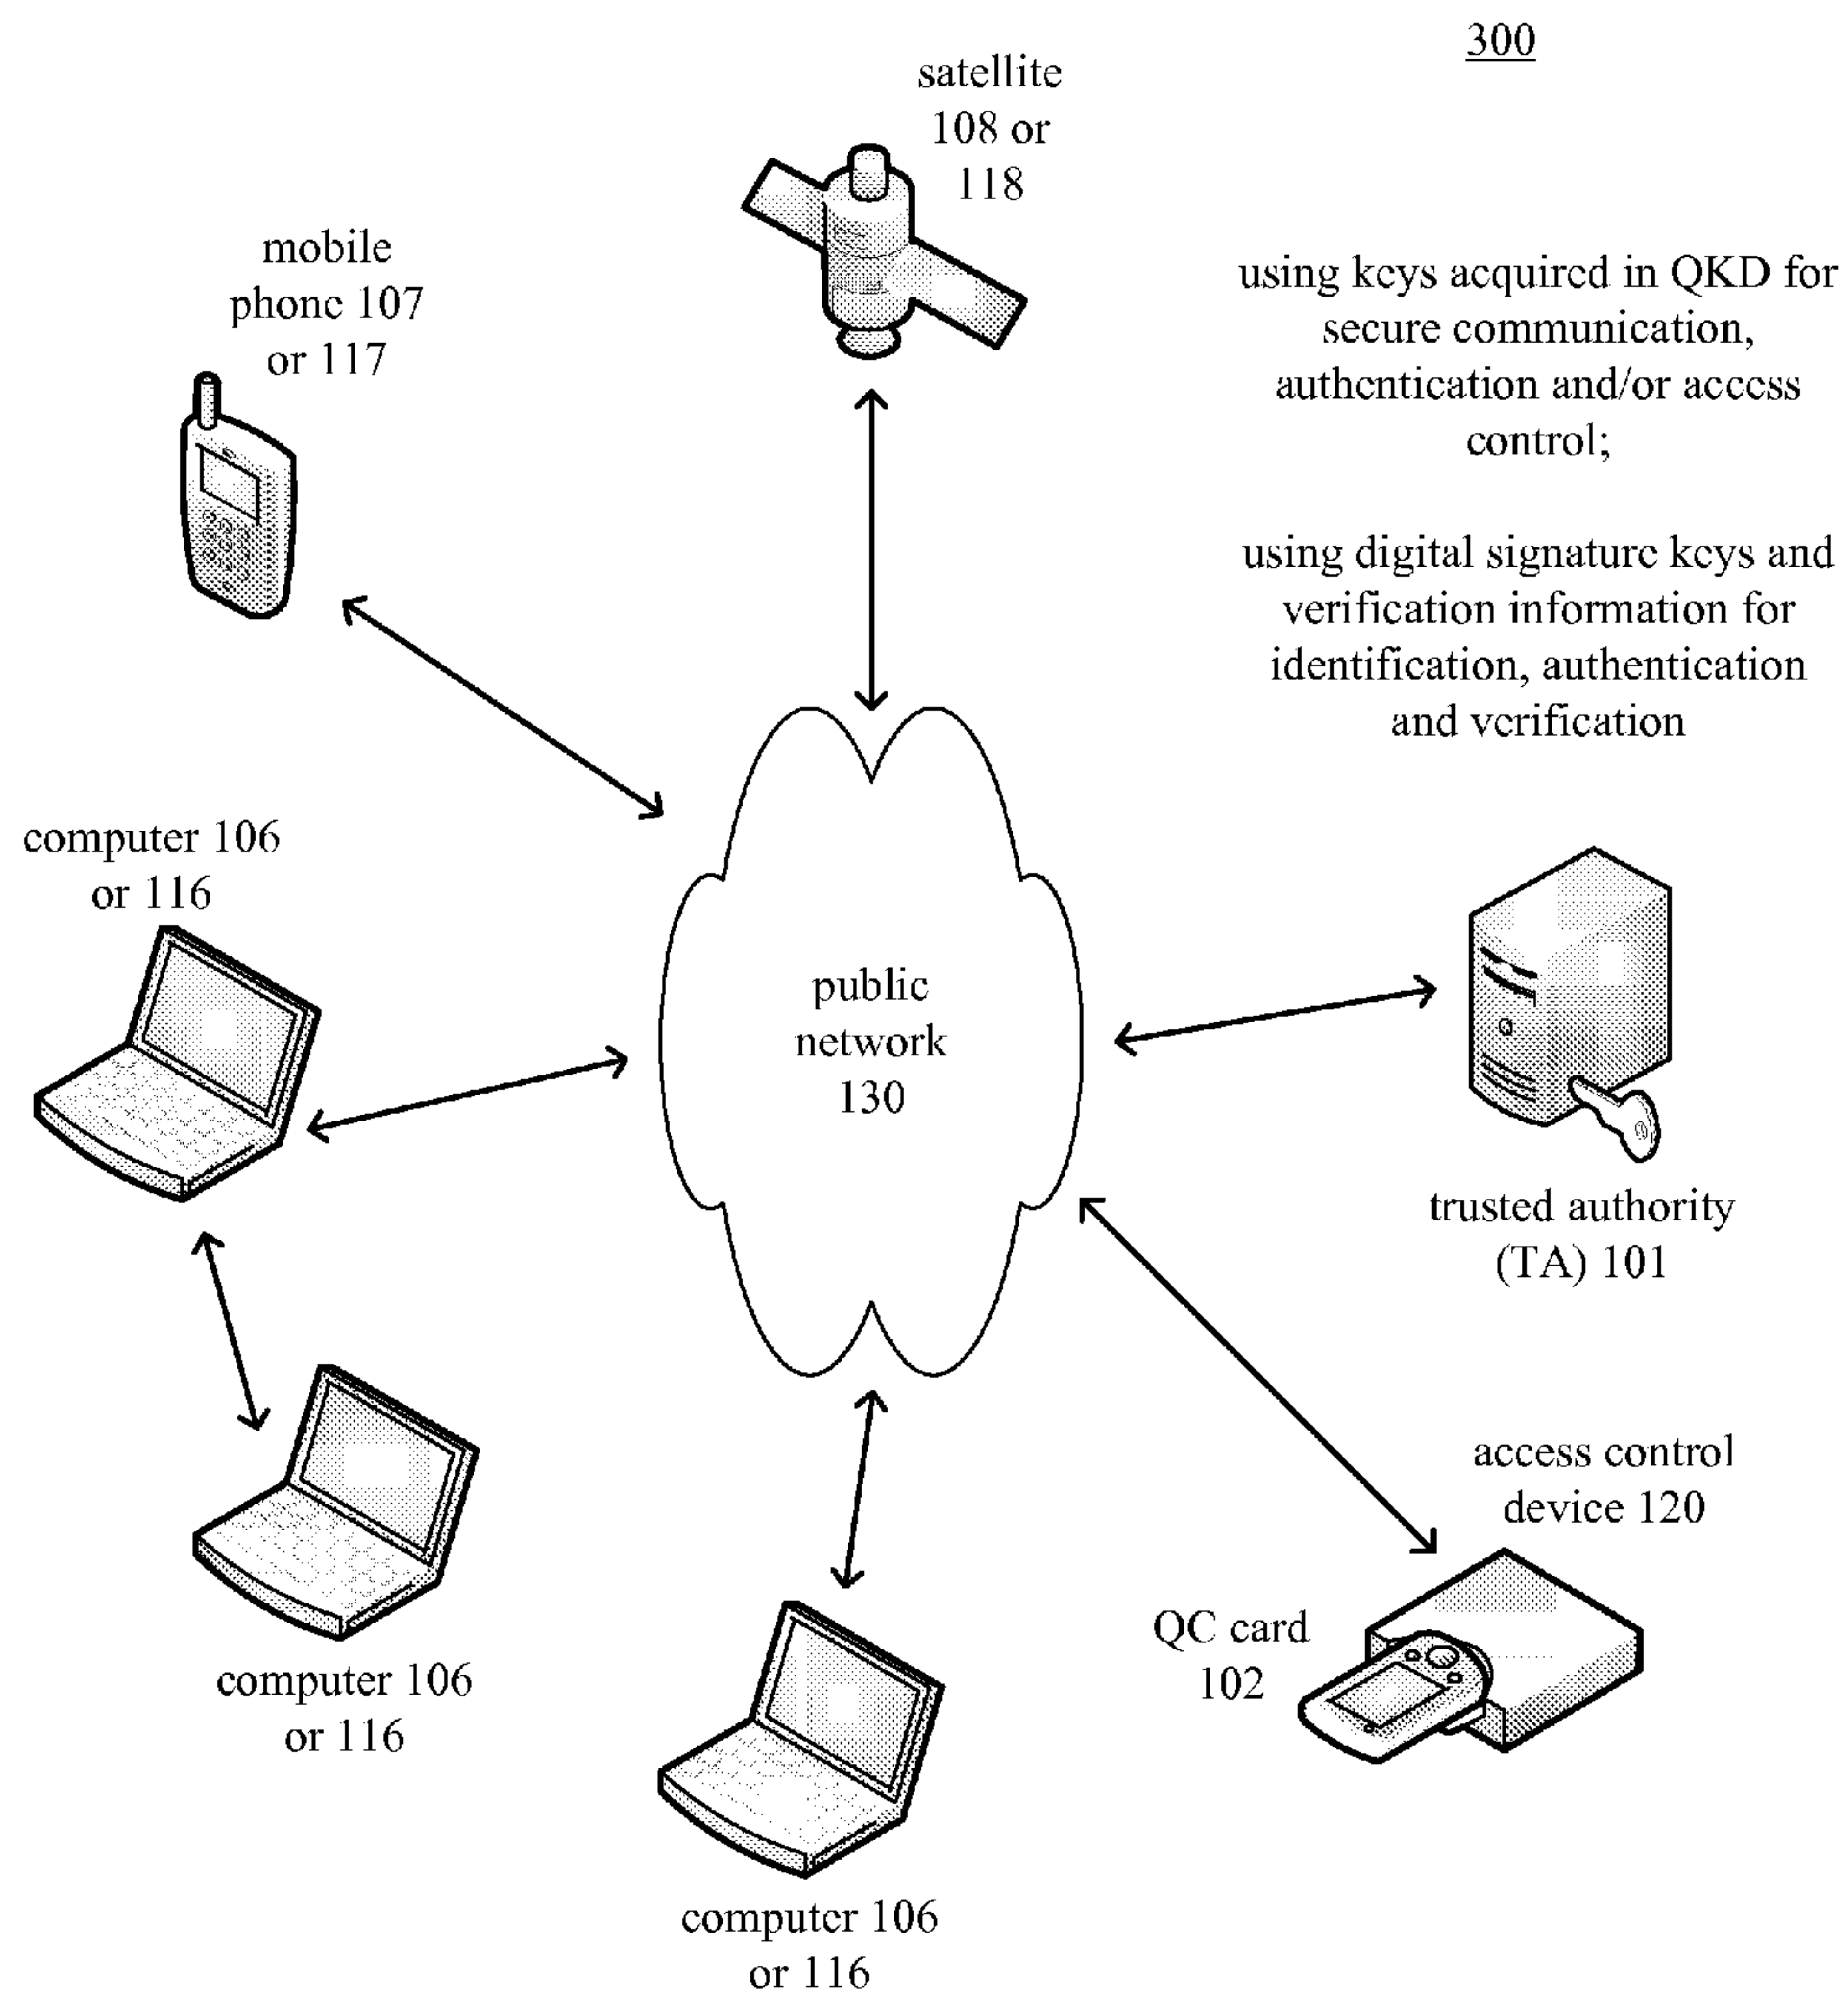 300
satellite
108 or
118
mobile
phone 107
or 117
using keys acquired in QKD for
secure communication,
authentication and/or access
control;
using digital signature keys and
verification information for
identification, authentication
and verification
computer 106
or 116
public
network
130
trusted authority
(TA) 101
access control
device 120
QC card
102
computer 106
or 116
computer 106
or 116